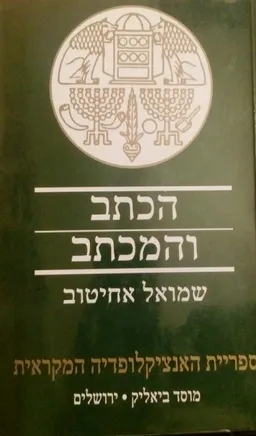 הכתב
והמכתב
שמואל אחיטוב
ספריית האנציקלופדיה המקראית
מוסד ביאליק • ירושלים